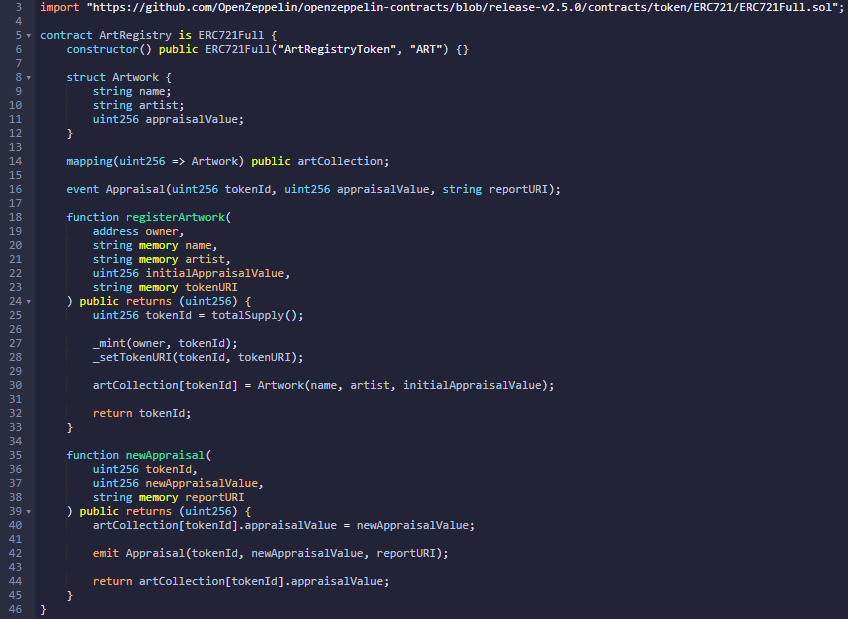 3 import "https://github.com/OpenZeppelin/openzeppelin-contracts/blob/release-v2.5.0/contracts/token/ERC721/ERC721Full.sol";
4
5 contract ArtRegistry is ERC721Full {
6     constructor() public ERC721Full("ArtRegistryToken", "ART") {}
7
8     struct Artwork {
9         string name;
10         string artist;
11         uint256 appraisalValue;
12     }
13
14     mapping(uint256 => Artwork) public artCollection;
15
16     event Appraisal(uint256 tokenId, uint256 appraisalValue, string reportURI);
17
18     function registerArtwork(
19         address owner,
20         string memory name,
21         string memory artist,
22         uint256 initialAppraisalValue,
23         string memory tokenURI
24     ) public returns (uint256) {
25         uint256 tokenId = totalSupply();
26
27         _mint(owner, tokenId);
28         _setTokenURI(tokenId, tokenURI);
29
30         artCollection[tokenId] = Artwork(name, artist, initialAppraisalValue);
31
32         return tokenId;
33     }
34
35     function newAppraisal(
36         uint256 tokenId,
37         uint256 newAppraisalValue,
38         string memory reportURI
39     ) public returns (uint256) {
40         artCollection[tokenId].appraisalValue = newAppraisalValue;
41
42         emit Appraisal(tokenId, newAppraisalValue, reportURI);
43
44         return artCollection[tokenId].appraisalValue;
45     }
46 }